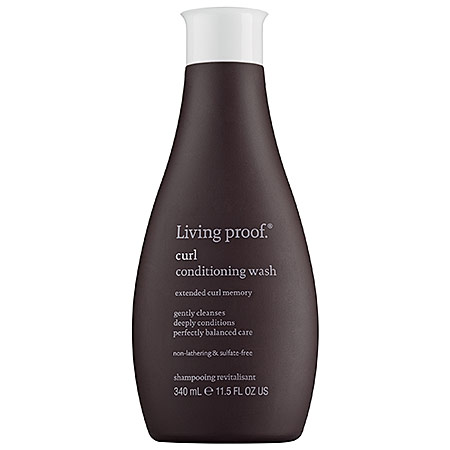 Living proof.®
curl
conditioning wash
extended curl memory
gently cleanses
deeply conditions
perfectly balanced care
non-lathering & sulfate-free
shampooing revitalisant
340 mL ℮ 11.5 FL OZ US